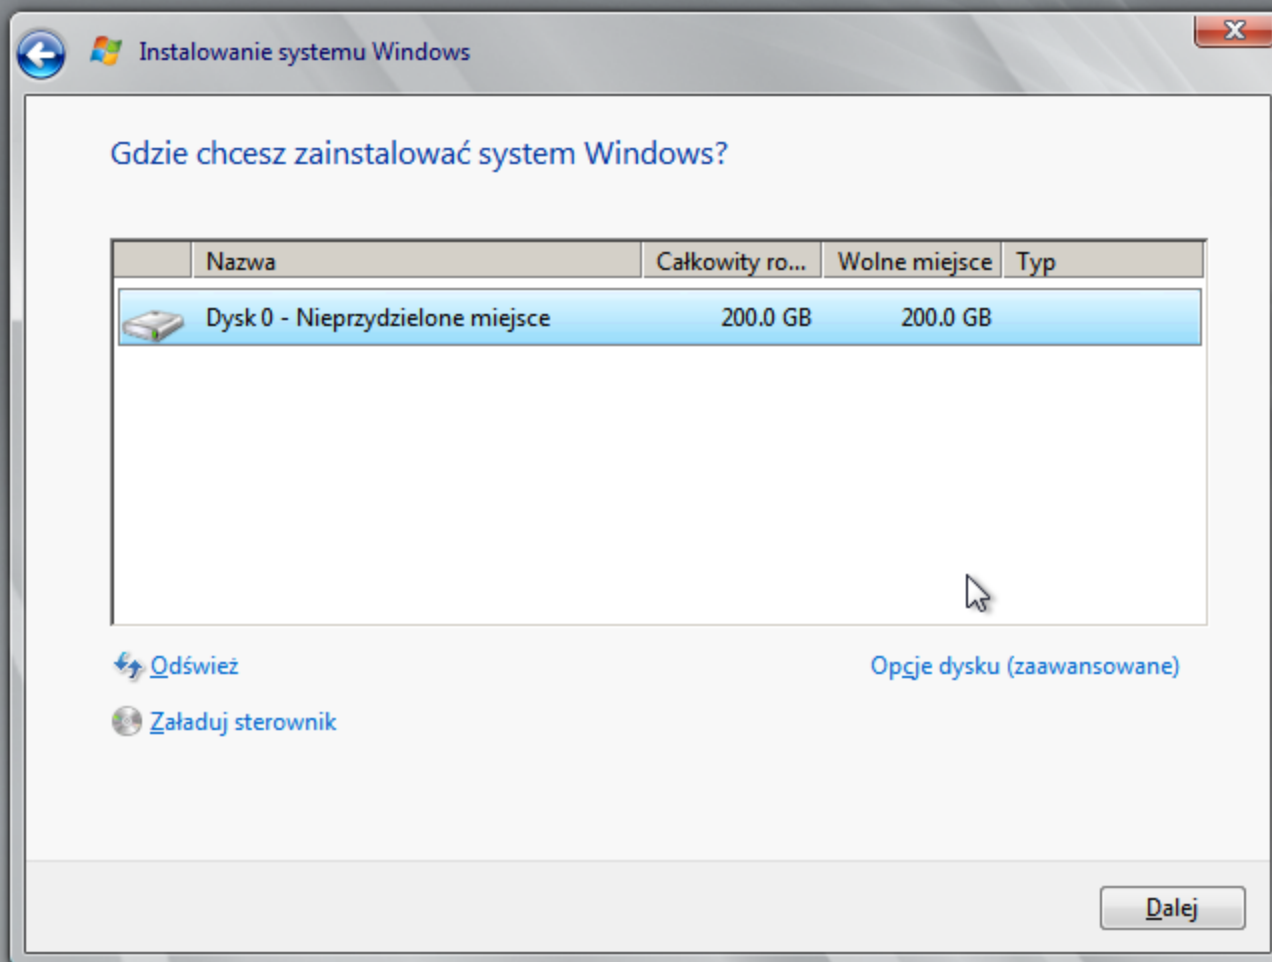 Instalowanie systemu Windows
Gdzie chcesz zainstalować system Windows?
Nazwa Całkowity ro... Wolne miejsce Typ
Dysk 0 - Nieprzydzielone miejsce 200.0 GB 200.0 GB
Odśwież Opcje dysku (zaawansowane)
Załaduj sterownik
Dalej